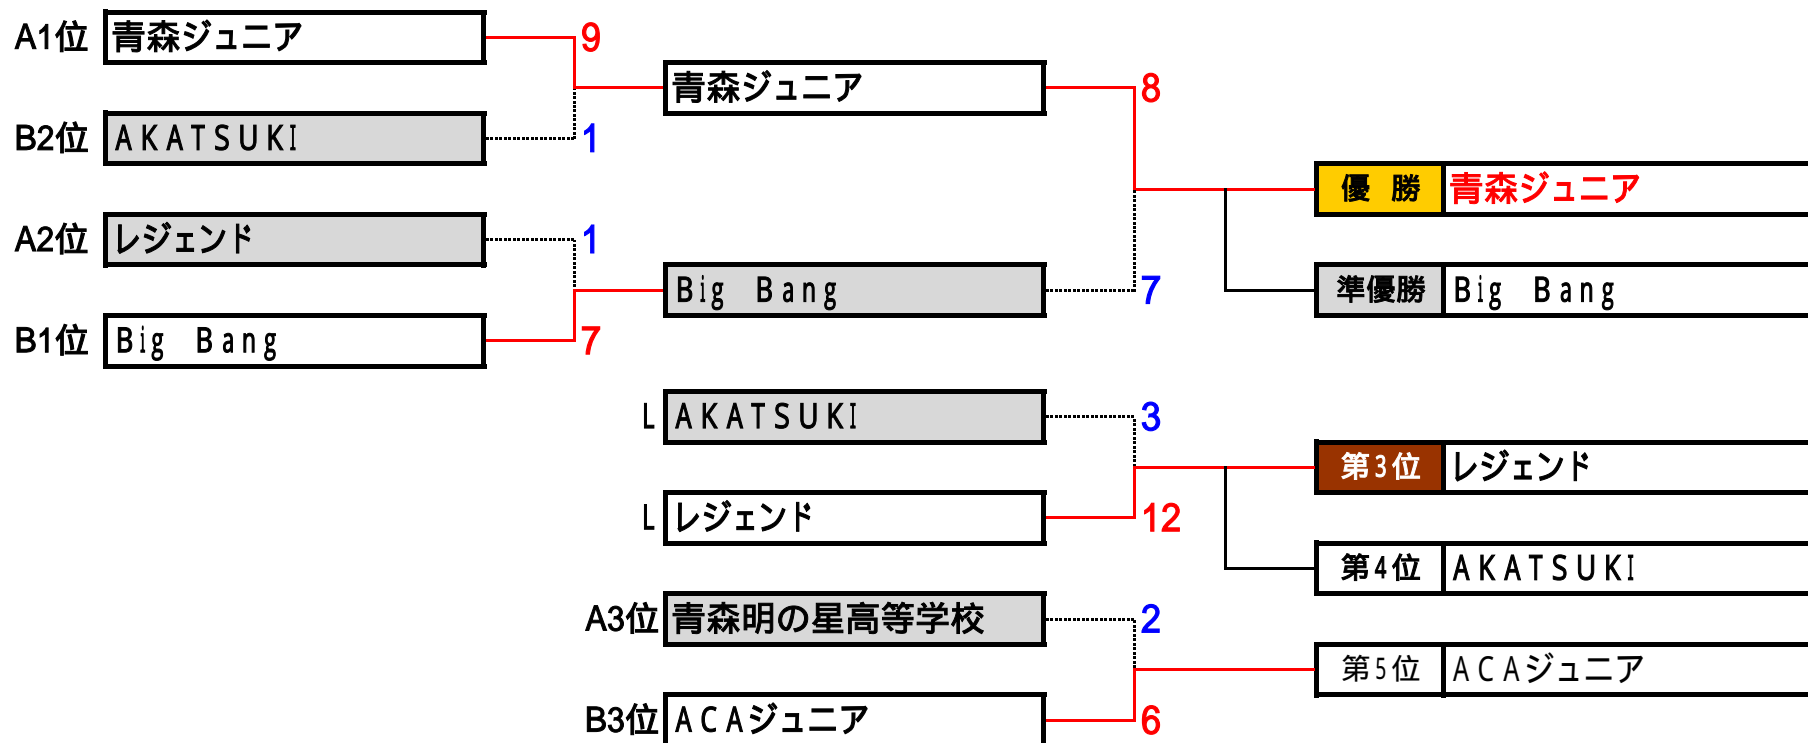 A1位 青森ジュニア 9
青森ジュニア 8
B2位 ＡＫＡＴＳＵＫＩ 1
優　勝 青森ジュニア
A2位 レジェンド 1
Ｂｉｇ　Ｂａｎｇ 7
準優勝 Ｂｉｇ　Ｂａｎｇ
B1位 Ｂｉｇ　Ｂａｎｇ 7
L ＡＫＡＴＳＵＫＩ 3
第３位 レジェンド
L レジェンド 12
第４位 ＡＫＡＴＳＵＫＩ
A3位 青森明の星高等学校 2
第５位 ＡＣＡジュニア
B3位 ＡＣＡジュニア 6